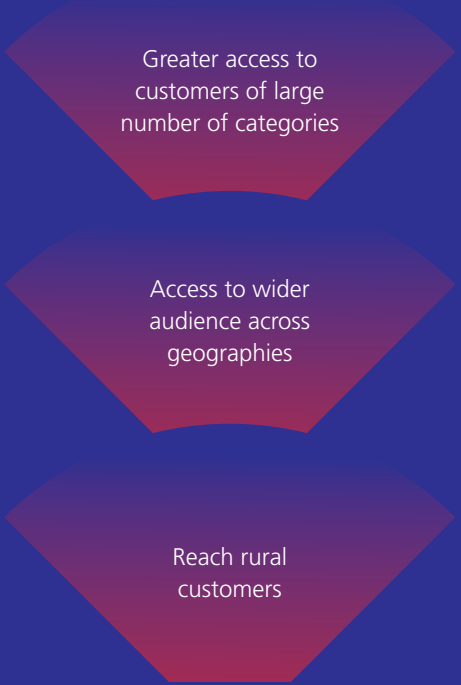 Greater access to
customers of large
number of categories
Access to wider
audience across
geographies
Reach rural
customers